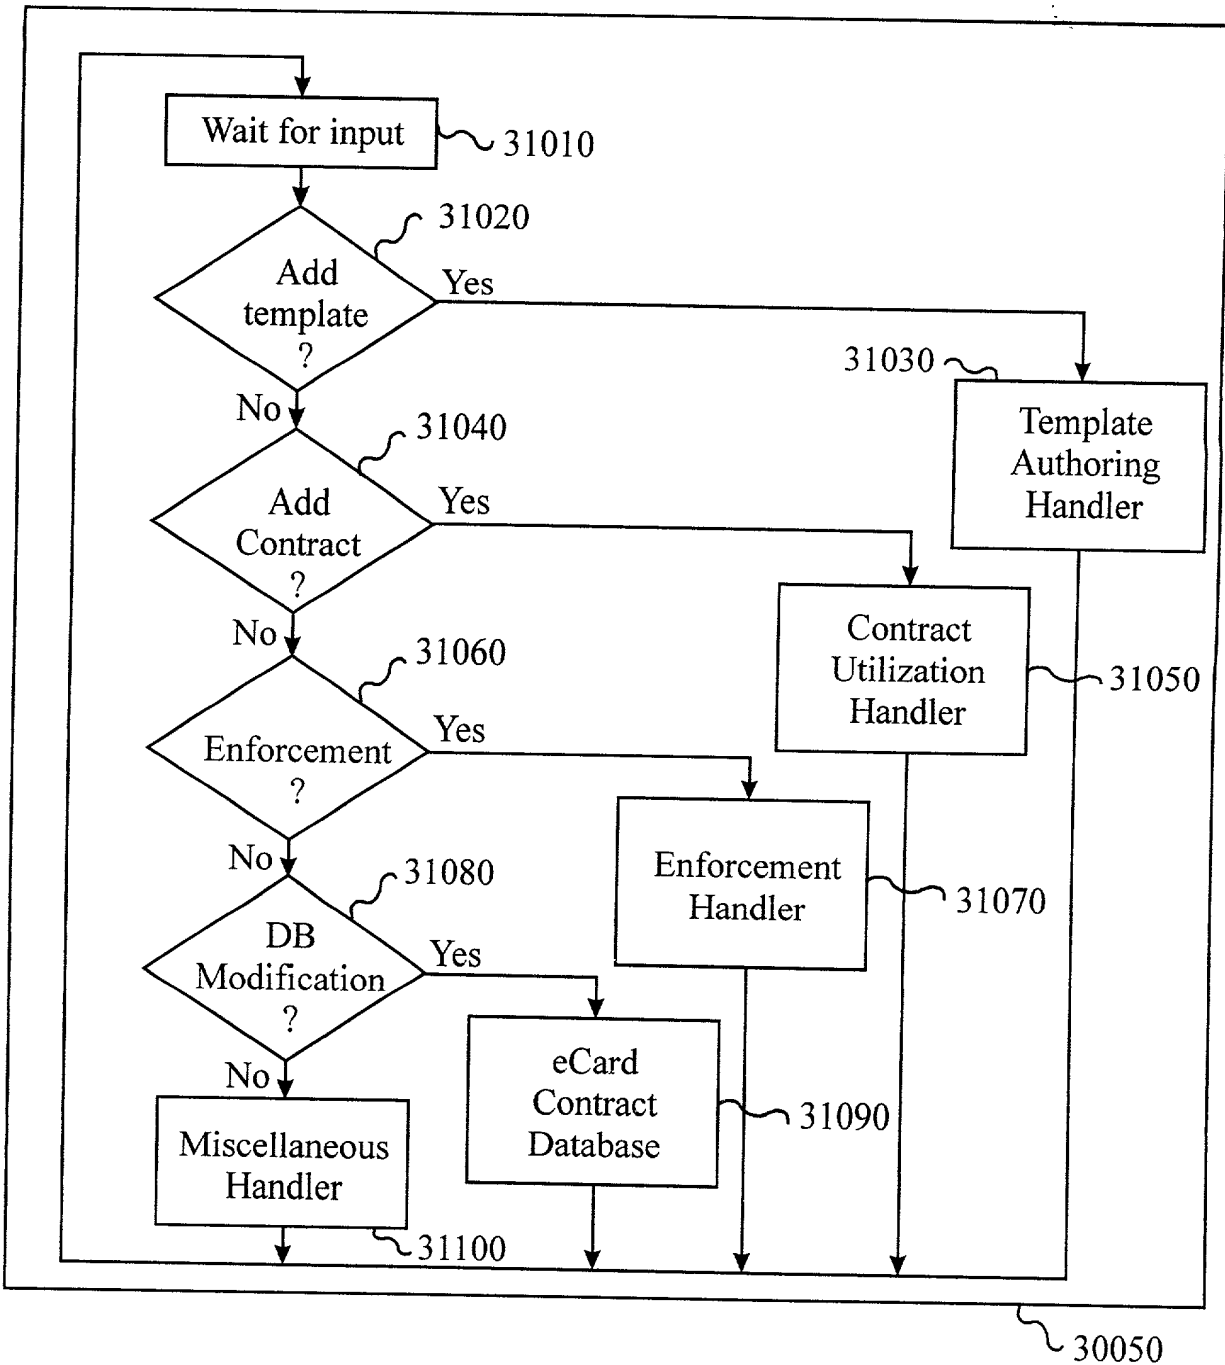 Wait for input
31010
31020
Add
template
?
Yes
No
31030
Template
Authoring
Handler
31040
Add
Contract
?
Yes
No
Contract
Utilization
Handler
31050
31060
Enforcement
?
Yes
No
Enforcement
Handler
31070
31080
DB
Modification
?
Yes
No
eCard
Contract
Database
31090
Miscellaneous
Handler
31100
30050